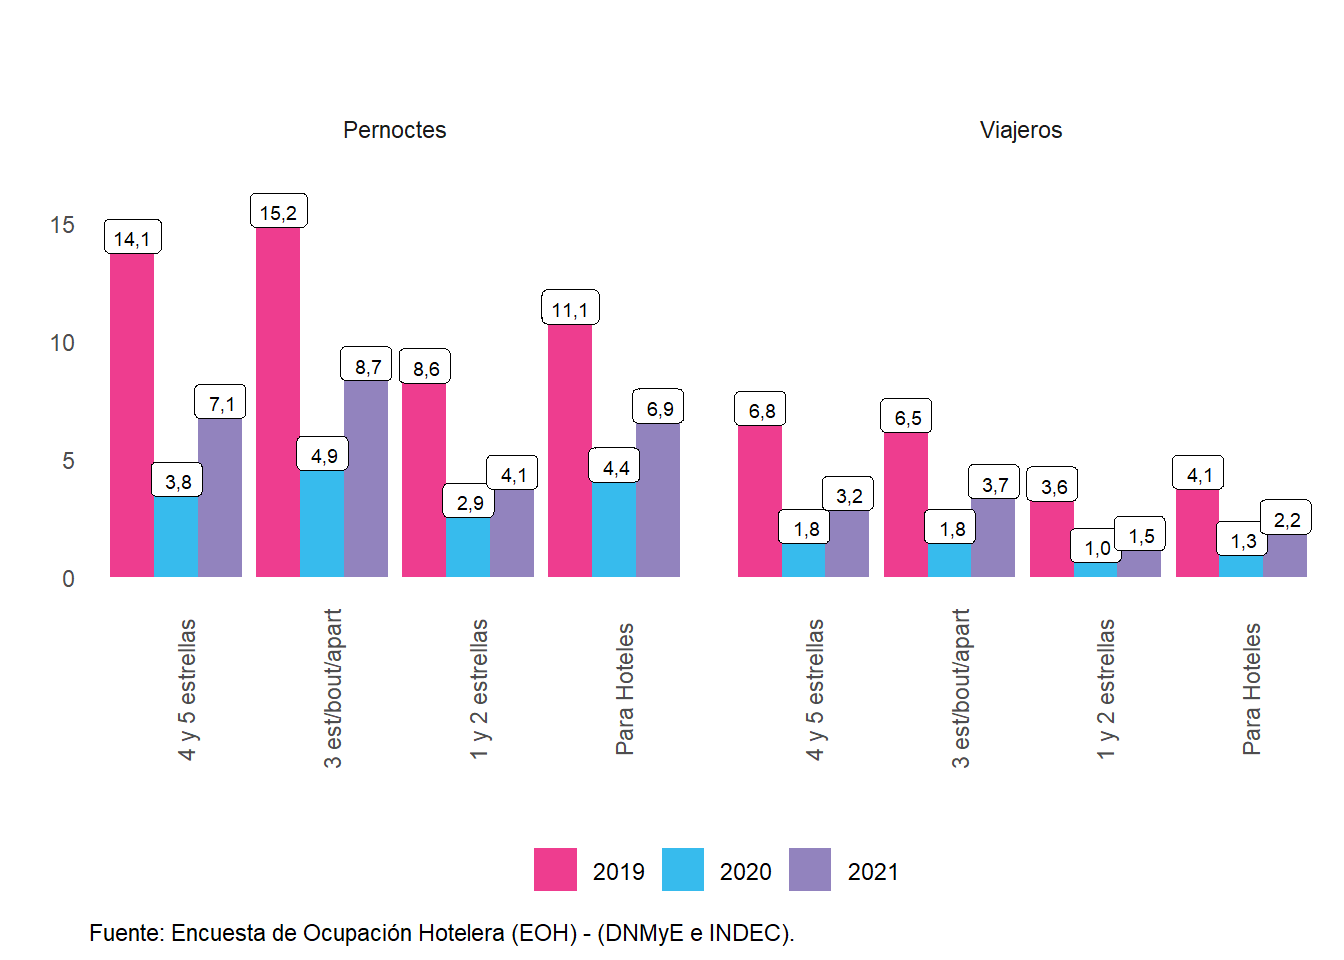 Pernoctes
Viajeros
15
10
5
0
14,1
3,8
7,1
15,2
4,9
8,7
8,6
2,9
4,1
11,1
4,4
6,9
6,8
1,8
3,2
6,5
1,8
3,7
3,6
1,0
1,5
4,1
1,3
2,2
4 y 5 estrellas
3 est/bout/apart
1 y 2 estrellas
Para Hoteles
4 y 5 estrellas
3 est/bout/apart
1 y 2 estrellas
Para Hoteles
2019
2020
2021
Fuente: Encuesta de Ocupación Hotelera (EOH) - (DNMyE e INDEC).